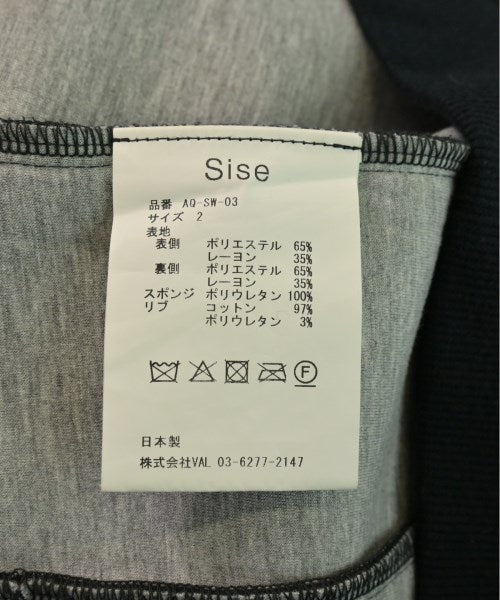 Sise
品番 AQ-SW-03
サイズ 2
表地
表側 ポリエステル 65%
レーヨン 35%
裏側 ポリエステル 65%
レーヨン 35%
スポンジ ポリウレタン 100%
リブ コットン 97%
ポリウレタン 3%
F
日本製
株式会社VAL 03-6277-2147